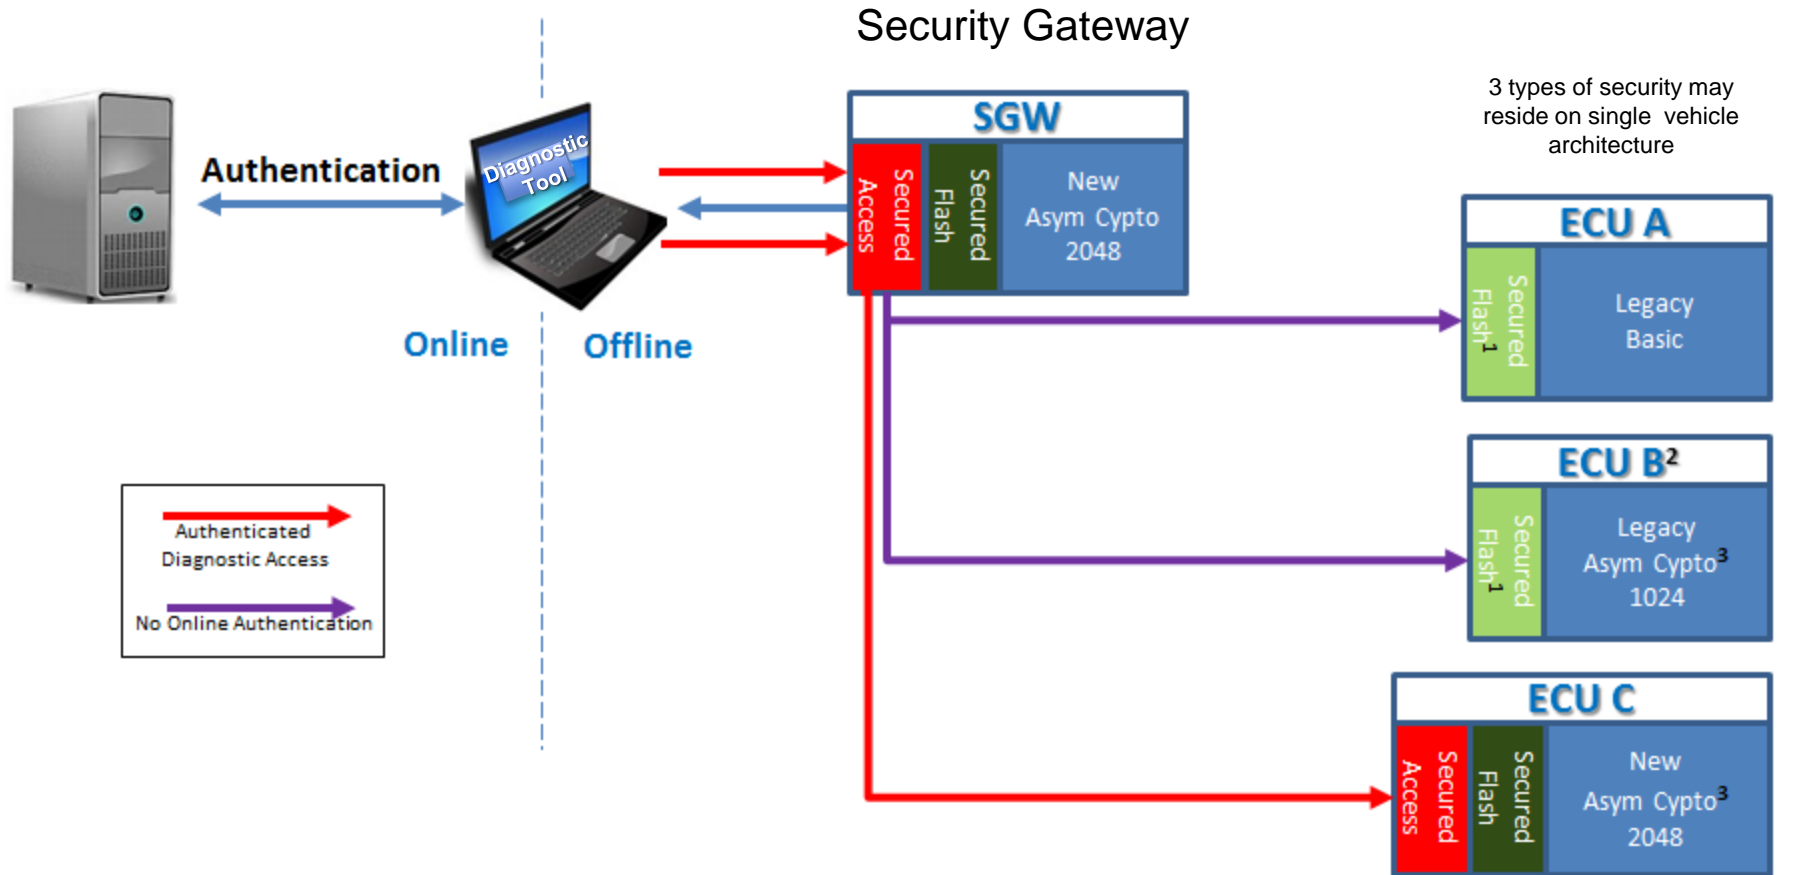 Security Gateway
3 types of security may
reside on single vehicle
architecture
Authentication
Diagnostic
Tool
Online
Offline
SGW
Secured
Access
Secured
Flash
New
Asym Cypto
2048
ECU A
Secured
Flash¹
Legacy
Basic
ECU B²
Secured
Flash¹
Legacy
Asym Cypto³
1024
ECU C
Secured
Access
Secured
Flash
New
Asym Cypto³
2048
Authenticated
Diagnostic Access
No Online Authentication